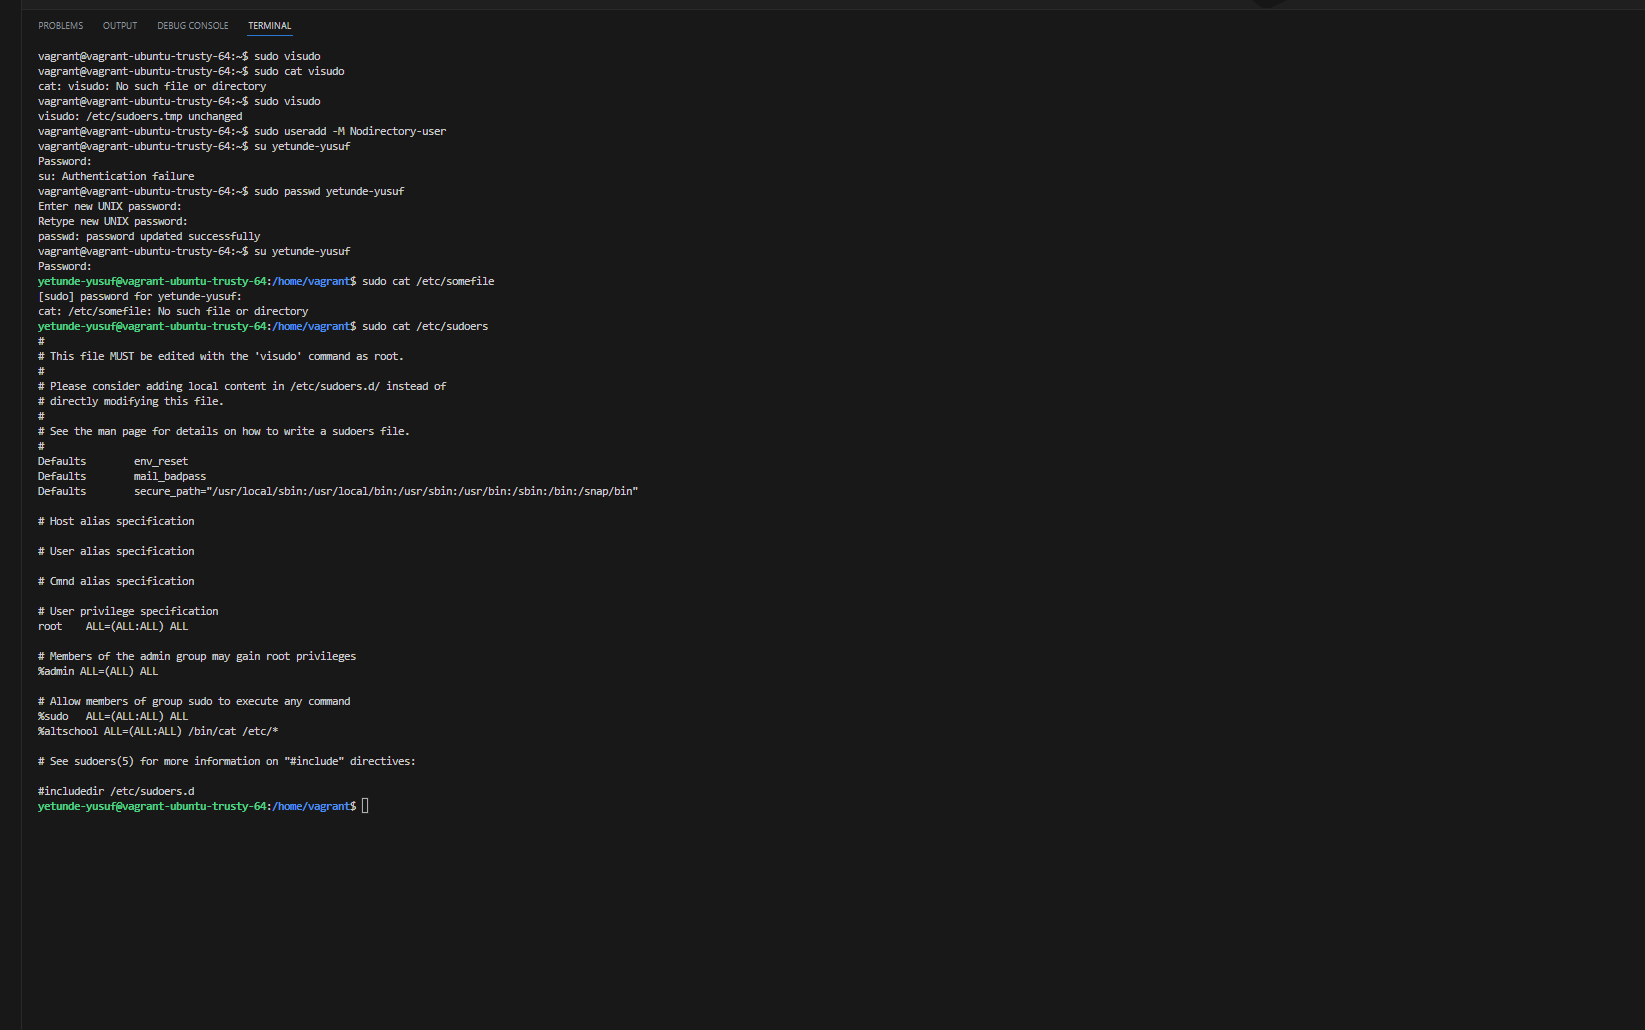 PROBLEMS OUTPUT DEBUG CONSOLE TERMINAL
vagrant@vagrant-ubuntu-trusty-64:~$ sudo visudo
vagrant@vagrant-ubuntu-trusty-64:~$ sudo cat visudo
cat: visudo: No such file or directory
vagrant@vagrant-ubuntu-trusty-64:~$ sudo visudo
visudo: /etc/sudoers.tmp unchanged
vagrant@vagrant-ubuntu-trusty-64:~$ sudo useradd -M Nodirectory-user
vagrant@vagrant-ubuntu-trusty-64:~$ su yetunde-yusuf
Password:
su: Authentication failure
vagrant@vagrant-ubuntu-trusty-64:~$ sudo passwd yetunde-yusuf
Enter new UNIX password:
Retype new UNIX password:
passwd: password updated successfully
vagrant@vagrant-ubuntu-trusty-64:~$ su yetunde-yusuf
Password:
yetunde-yusuf@vagrant-ubuntu-trusty-64:/home/vagrant$ sudo cat /etc/somefile
[sudo] password for yetunde-yusuf:
cat: /etc/somefile: No such file or directory
yetunde-yusuf@vagrant-ubuntu-trusty-64:/home/vagrant$ sudo cat /etc/sudoers
#
# This file MUST be edited with the 'visudo' command as root.
#
# Please consider adding local content in /etc/sudoers.d/ instead of
# directly modifying this file.
#
# See the man page for details on how to write a sudoers file.
#
Defaults        env_reset
Defaults        mail_badpass
Defaults        secure_path="/usr/local/sbin:/usr/local/bin:/usr/sbin:/usr/bin:/sbin:/bin:/snap/bin"
# Host alias specification
# User alias specification
# Cmnd alias specification
# User privilege specification
root    ALL=(ALL:ALL) ALL
# Members of the admin group may gain root privileges
%admin ALL=(ALL) ALL
# Allow members of group sudo to execute any command
%sudo   ALL=(ALL:ALL) ALL
%altschool ALL=(ALL:ALL) /bin/cat /etc/*
# See sudoers(5) for more information on "#include" directives:
#includedir /etc/sudoers.d
yetunde-yusuf@vagrant-ubuntu-trusty-64:/home/vagrant$